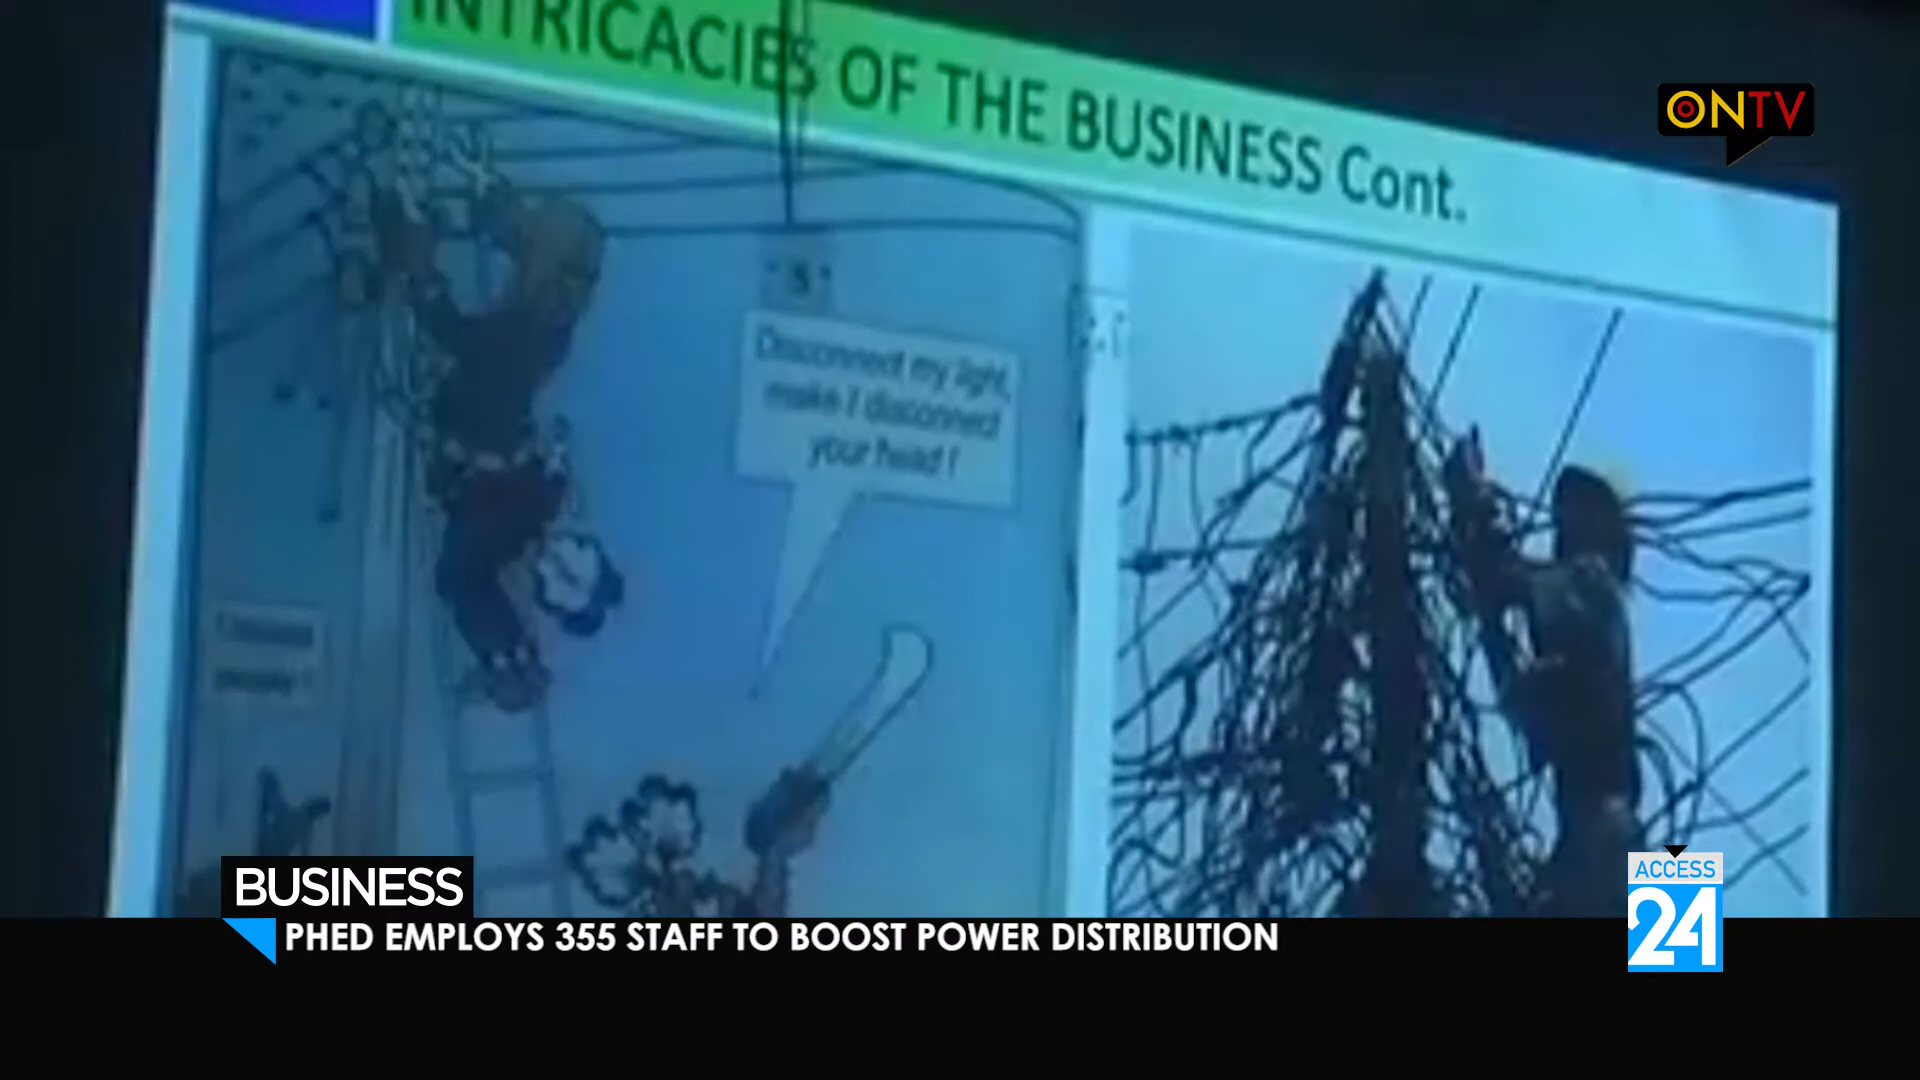 INTRICACIES OF THE BUSINESS Cont.
ONTV
Disconnect my light,
make I disconnect
your head!
BUSINESS
PHED EMPLOYS 355 STAFF TO BOOST POWER DISTRIBUTION
ACCESS
24